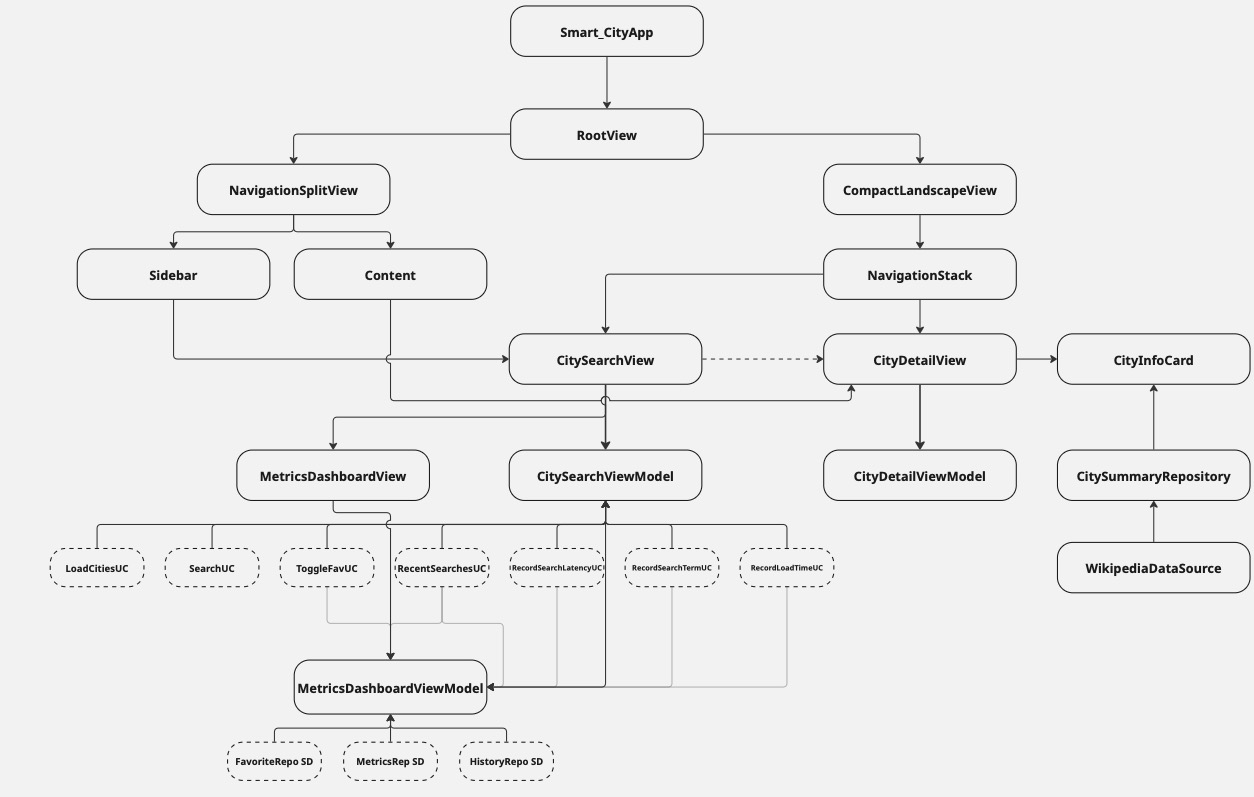 Smart_CityApp
RootView
NavigationSplitView
CompactLandscapeView
Sidebar
Content
NavigationStack
CitySearchView
CityDetailView
CityInfoCard
MetricsDashboardView
CitySearchViewModel
CityDetailViewModel
CitySummaryRepository
LoadCitiesUC
SearchUC
ToggleFavUC
RecentSearchesUC
RecordSearchLatencyUC
RecordSearchTermUC
RecordLoadTimeUC
WikipediaDataSource
MetricsDashboardViewModel
FavoriteRepo SD
MetricsRep SD
HistoryRepo SD